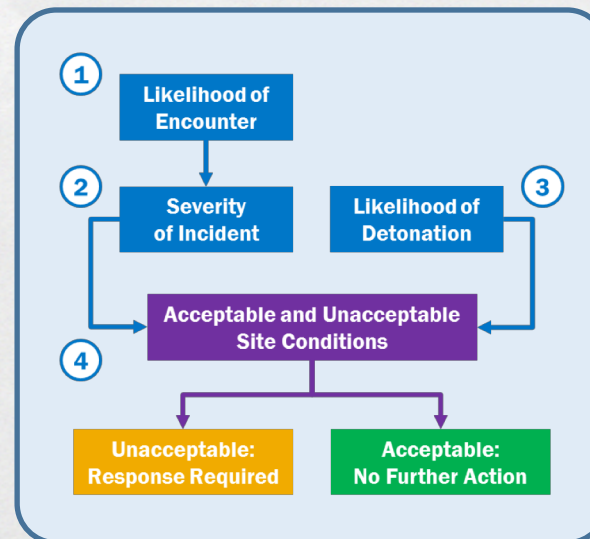 1
Likelihood of
Encounter
2
Severity
of Incident
Likelihood of
Detonation
3
Acceptable and Unacceptable
Site Conditions
4
Unacceptable:
Response Required
Acceptable:
No Further Action